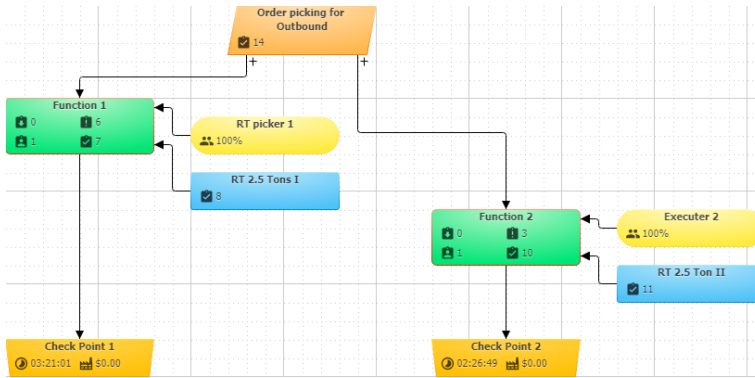 Order picking for
Outbound
14
+
+
Function 1
0 6
1 7
RT picker 1
100%
RT 2.5 Tons I
8
Function 2
0 3
1 10
Executer 2
100%
RT 2.5 Ton II
11
Check Point 1
03:21:01 $0.00
Check Point 2
02:26:49 $0.00